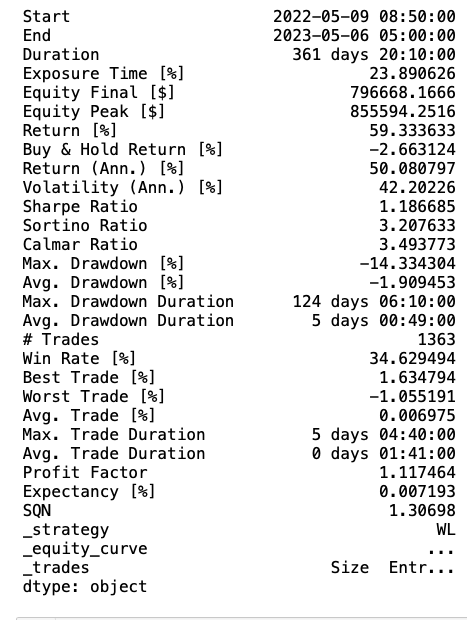 Start 2022-05-09 08:50:00
End 2023-05-06 05:00:00
Duration 361 days 20:10:00
Exposure Time [%] 23.890626
Equity Final [$] 796668.1666
Equity Peak [$] 855594.2516
Return [%] 59.333633
Buy & Hold Return [%] -2.663124
Return (Ann.) [%] 50.080797
Volatility (Ann.) [%] 42.20226
Sharpe Ratio 1.186685
Sortino Ratio 3.207633
Calmar Ratio 3.493773
Max. Drawdown [%] -14.334304
Avg. Drawdown [%] -1.909453
Max. Drawdown Duration 124 days 06:10:00
Avg. Drawdown Duration 5 days 00:49:00
# Trades 1363
Win Rate [%] 34.629494
Best Trade [%] 1.634794
Worst Trade [%] -1.055191
Avg. Trade [%] 0.006975
Max. Trade Duration 5 days 04:40:00
Avg. Trade Duration 0 days 01:41:00
Profit Factor 1.117464
Expectancy [%] 0.007193
SQN 1.30698
_strategy WL
_equity_curve ...
_trades Size Entr...
dtype: object